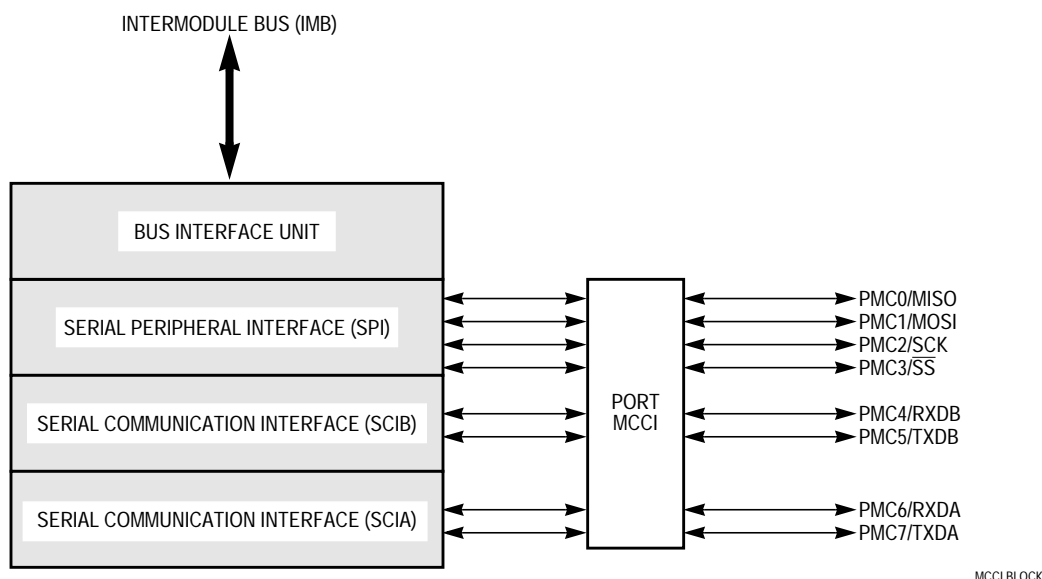 INTERMODULE BUS (IMB)
BUS INTERFACE UNIT
SERIAL PERIPHERAL INTERFACE (SPI)
SERIAL COMMUNICATION INTERFACE (SCIB)
SERIAL COMMUNICATION INTERFACE (SCIA)
PORT
MCCI
PMC0/MISO
PMC1/MOSI
PMC2/SCK
PMC3/S̅S̅
PMC4/RXDB
PMC5/TXDB
PMC6/RXDA
PMC7/TXDA
MCCI BLOCK